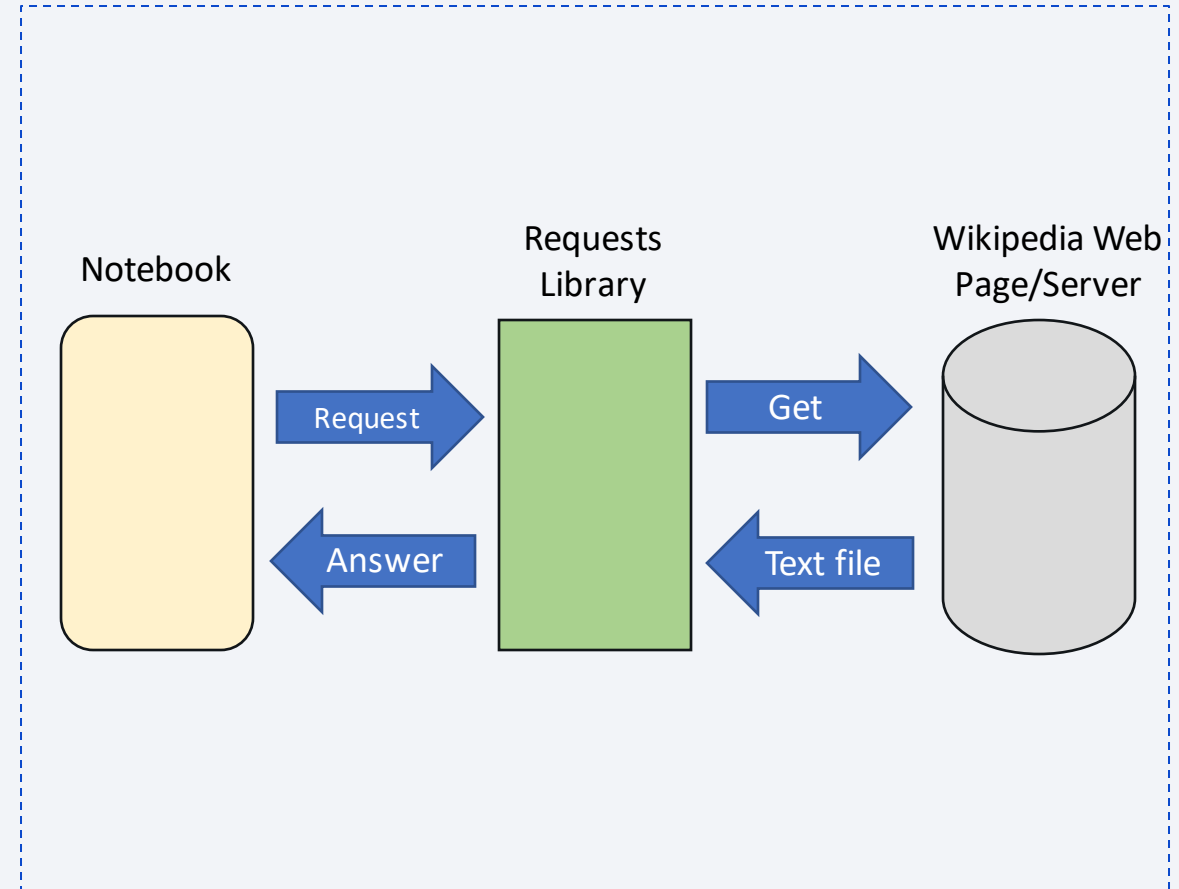 Notebook
Requests
Library
Wikipedia Web
Page/Server
Request
Get
Answer
Text file